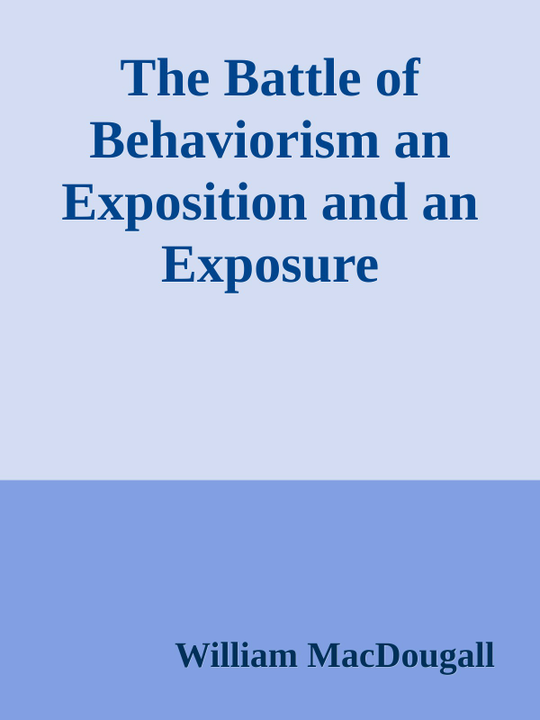 The Battle of
Behaviorism an
Exposition and an
Exposure
William MacDougall